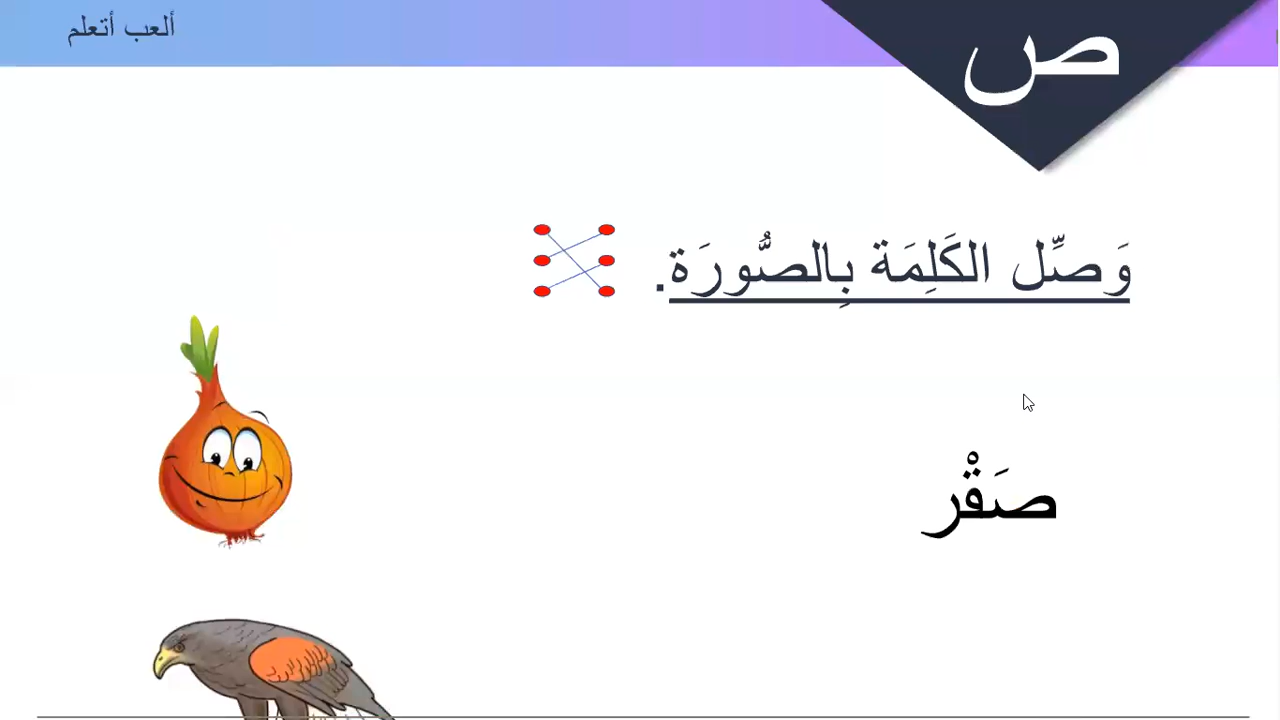 ألعب أتعلم
ص
وَصِّل الكَلِمَة بِالصُّورَة.
صَقْر